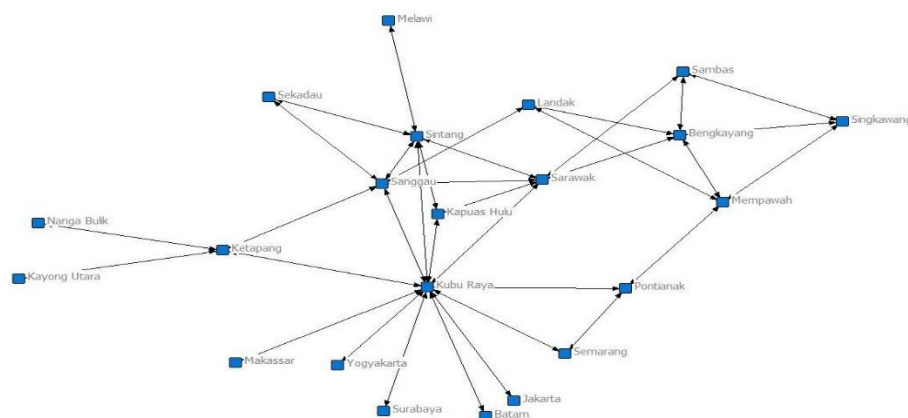 Melawi
Sambas
Sekadau
Landak
Singkawang
Sintang
Bengkayang
Sanggau
Sarawak
Mempawah
Kapuas Hulu
Nanga Bulik
Ketapang
Kayong Utara
Kubu Raya
Pontianak
Semarang
Makassar
Yogyakarta
Jakarta
Surabaya
Batam